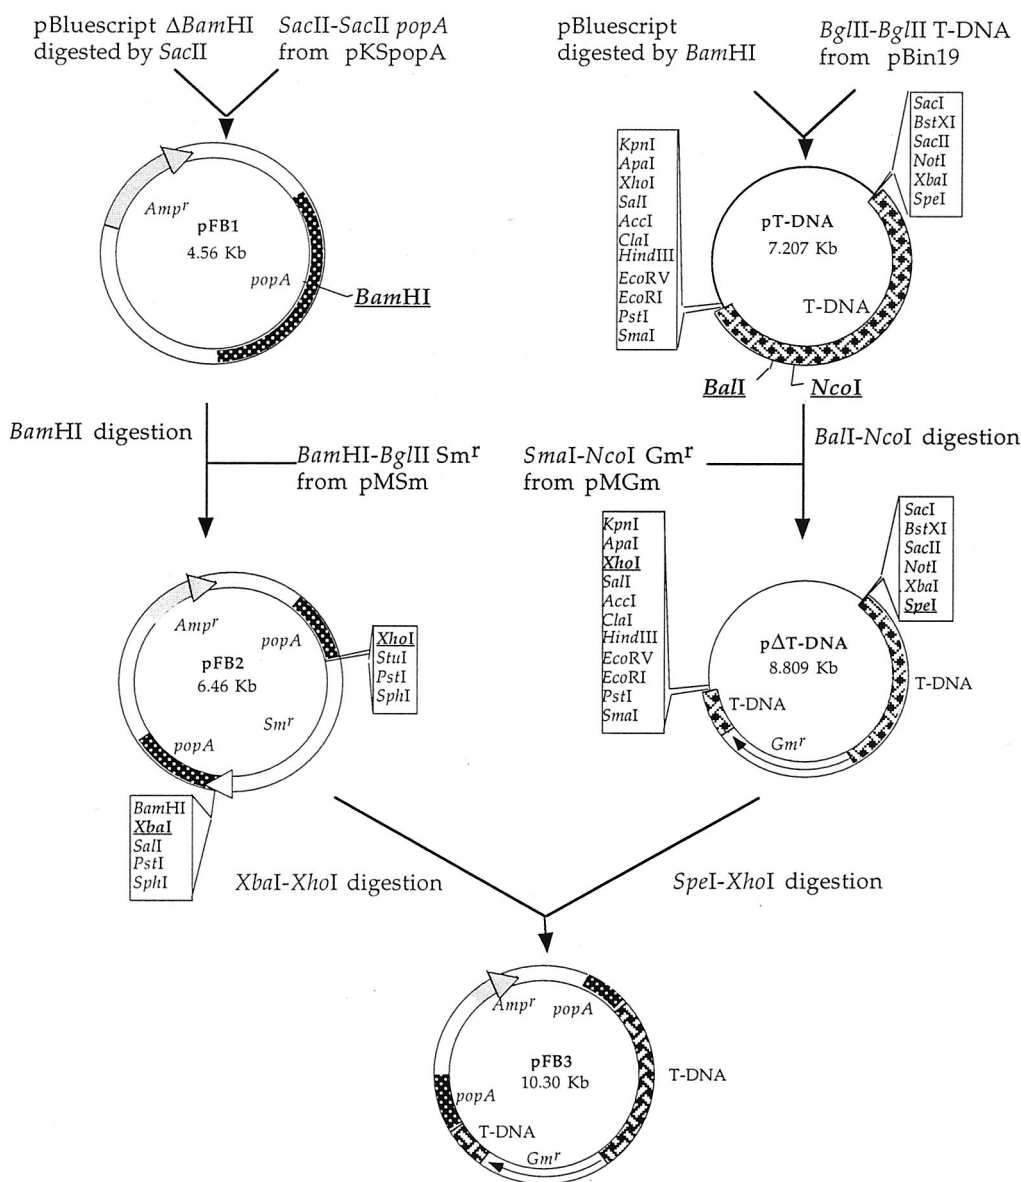 pBluescript ΔBamHI
digested by SacII
SacII-SacII popA
from pKSpopA
pBluescript
digested by BamHI
BglII-BglII T-DNA
from pBin19
Ampʳ
pFB1
4.56 Kb
popA
BamHI
KpnI
ApaI
XhoI
SalI
AccI
ClaI
HindIII
EcoRV
EcoRI
PstI
SmaI
SacI
BstXI
SacII
NotI
XbaI
SpeI
pT-DNA
7.207 Kb
T-DNA
BalI
NcoI
BamHI digestion
BamHI-BglII Smʳ
from pMSm
SmaI-NcoI Gmʳ
from pMGm
BalI-NcoI digestion
Ampʳ
popA
pFB2
6.46 Kb
Smʳ
popA
XhoI
StuI
PstI
SphI
BamHI
XbaI
SalI
PstI
SphI
KpnI
ApaI
XhoI
SalI
AccI
ClaI
HindIII
EcoRV
EcoRI
PstI
SmaI
SacI
BstXI
SacII
NotI
XbaI
SpeI
pΔT-DNA
8.809 Kb
T-DNA
T-DNA
Gmʳ
XbaI-XhoI digestion
SpeI-XhoI digestion
Ampʳ
popA
pFB3
10.30 Kb
T-DNA
popA
T-DNA
Gmʳ